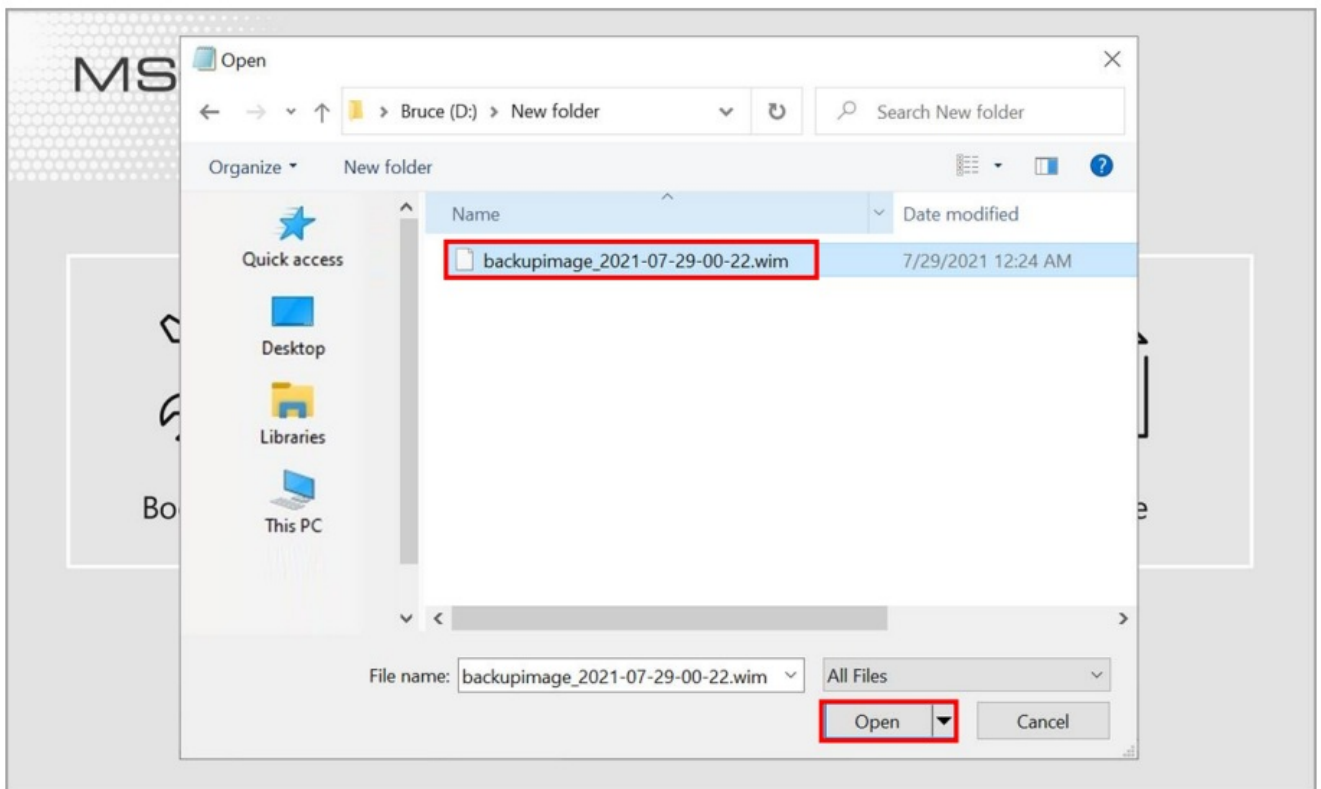 MS
Open
Bruce (D:) > New folder
Search New folder
Organize
New folder
?
Name
Date modified
Quick access
backupimage_2021-07-29-00-22.wim
7/29/2021 12:24 AM
Desktop
Libraries
This PC
Bo
e
File name:
backupimage_2021-07-29-00-22.wim
All Files
Open
Cancel